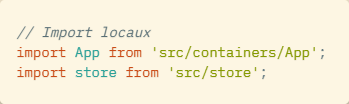 // Import locaux
import App from 'src/containers/App';
import store from 'src/store';